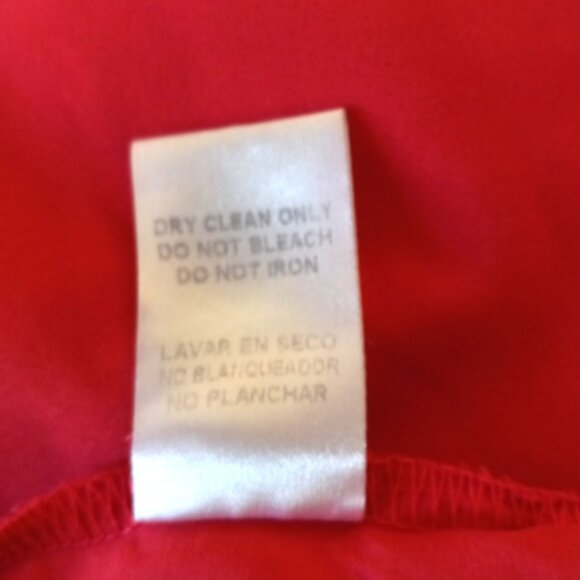 DRY CLEAN ONLY
DO NOT BLEACH
DO NOT IRON
LAVAR EN SECO
NO BLANQUEADOR
NO PLANCHAR